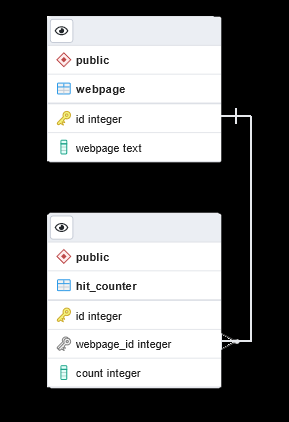 public
webpage
id integer
webpage text
public
hit_counter
id integer
webpage_id integer
count integer